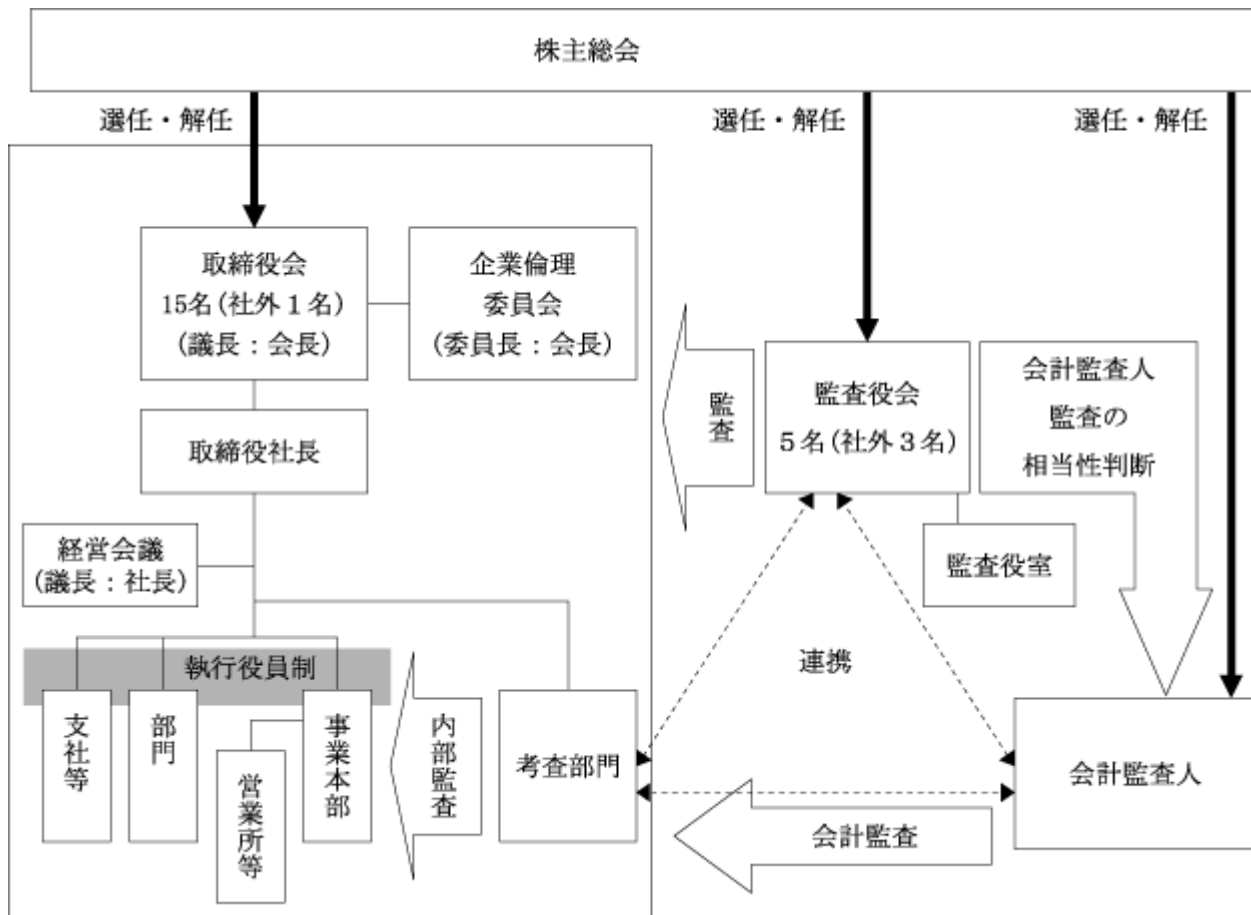 株主総会
選任・解任
選任・解任
選任・解任
取締役会
15名(社外1名)
(議長：会長)
企業倫理
委員会
(委員長：会長)
監査
監査役会
5名(社外3名)
会計監査人
監査の
相当性判断
取締役社長
監査役室
経営会議
(議長：社長)
連携
執行役員制
支社等
部門
営業所等
事業本部
内部監査
考査部門
会計監査人
会計監査